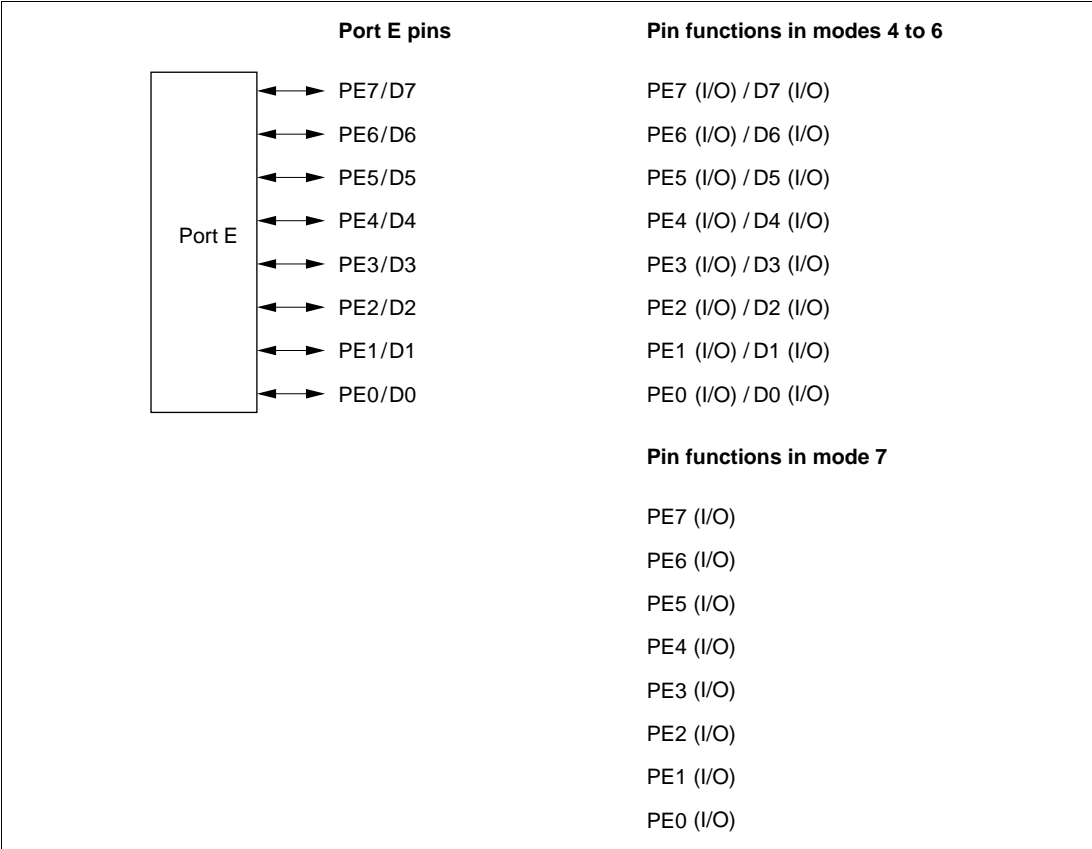 Port E pins Pin functions in modes 4 to 6
PE7/D7 PE7 (I/O) / D7 (I/O)
PE6/D6 PE6 (I/O) / D6 (I/O)
PE5/D5 PE5 (I/O) / D5 (I/O)
PE4/D4 PE4 (I/O) / D4 (I/O)
Port E
PE3/D3 PE3 (I/O) / D3 (I/O)
PE2/D2 PE2 (I/O) / D2 (I/O)
PE1/D1 PE1 (I/O) / D1 (I/O)
PE0/D0 PE0 (I/O) / D0 (I/O)
Pin functions in mode 7
PE7 (I/O)
PE6 (I/O)
PE5 (I/O)
PE4 (I/O)
PE3 (I/O)
PE2 (I/O)
PE1 (I/O)
PE0 (I/O)